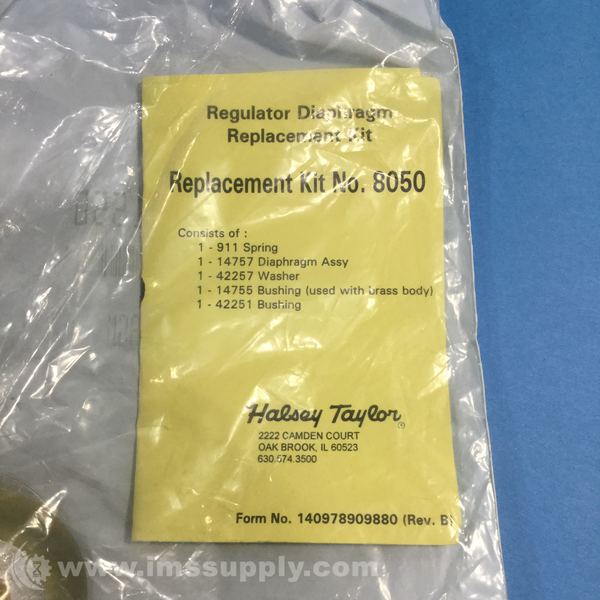 Regulator Diaphragm
Replacement Kit
Replacement Kit No. 8050
Consists of :
1 - 911 Spring
1 - 14757 Diaphragm Assy
1 - 42257 Washer
1 - 14755 Bushing (used with brass body)
1 - 42251 Bushing
Halsey Taylor®
2222 CAMDEN COURT
OAK BROOK, IL 60523
630.574.3500
Form No. 140978909880 (Rev. B)
www.imssupply.com